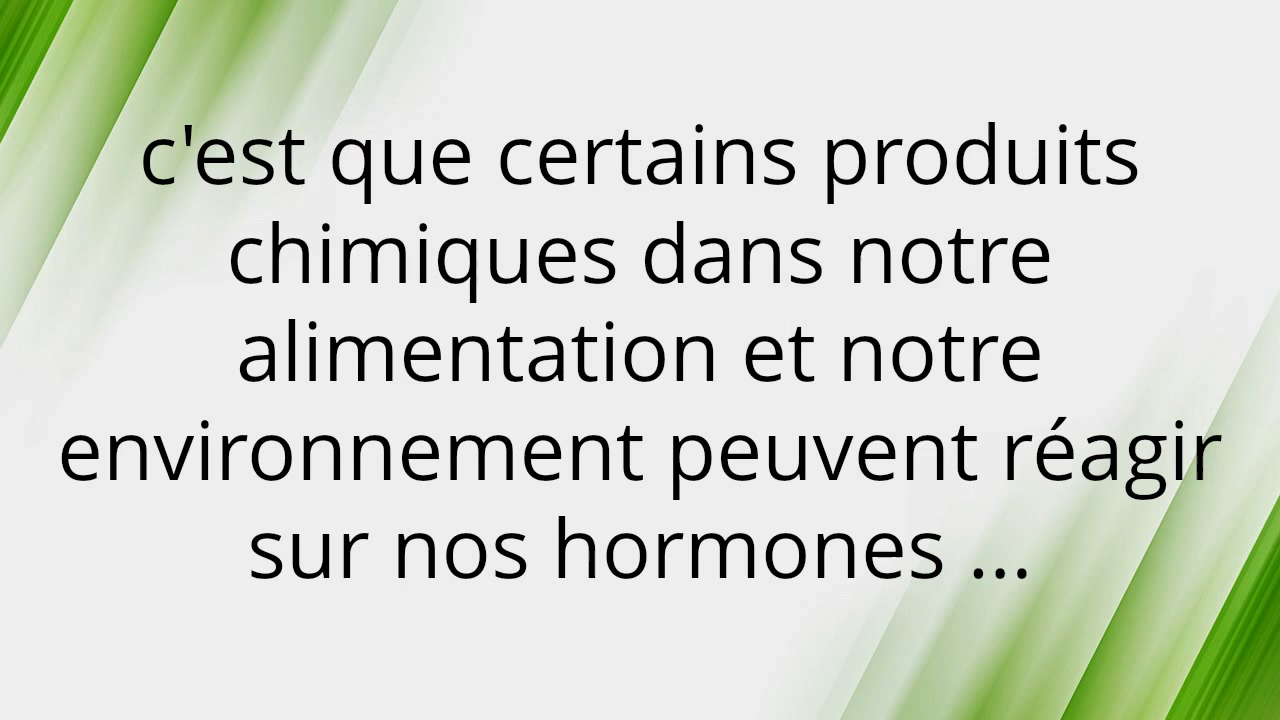 c'est que certains produits
chimiques dans notre
alimentation et notre
environnement peuvent réagir
sur nos hormones ...